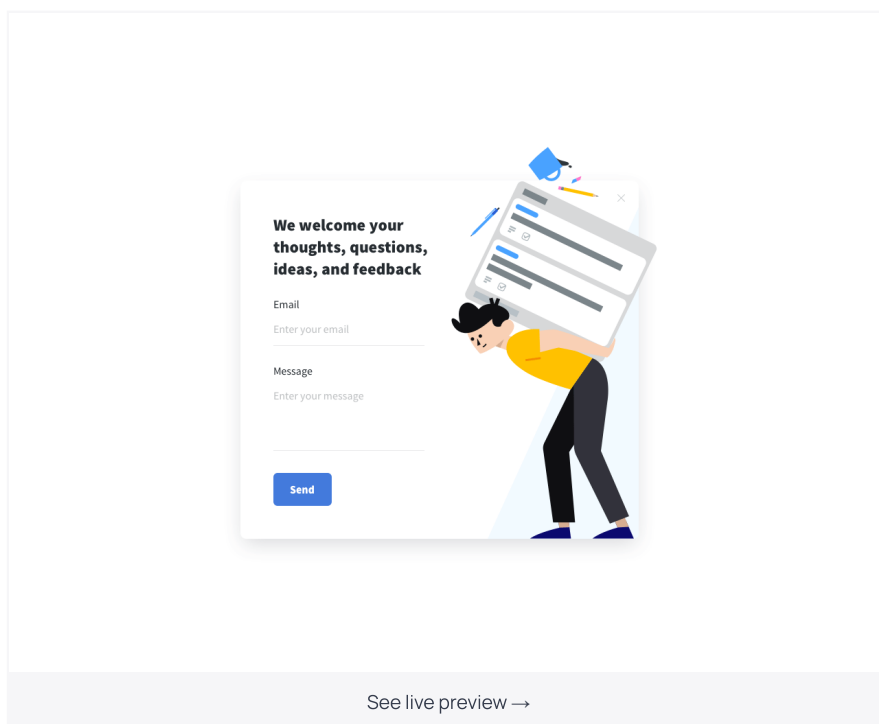 We welcome your
thoughts, questions,
ideas, and feedback
Email
Enter your email
Message
Enter your message
Send
See live preview →